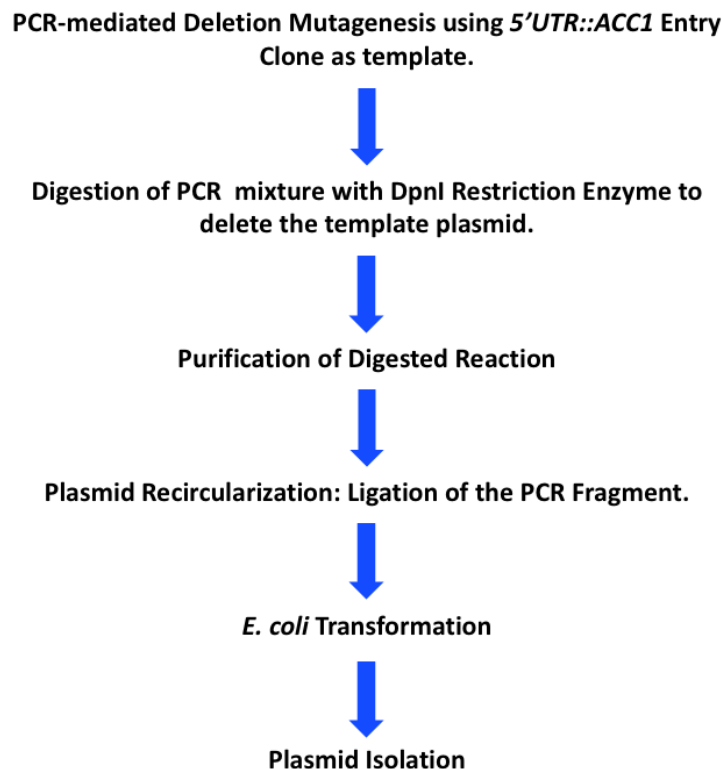 PCR-mediated Deletion Mutagenesis using 5'UTR::ACC1 Entry
Clone as template.
Digestion of PCR mixture with DpnI Restriction Enzyme to
delete the template plasmid.
Purification of Digested Reaction
Plasmid Recircularization: Ligation of the PCR Fragment.
E. coli Transformation
Plasmid Isolation